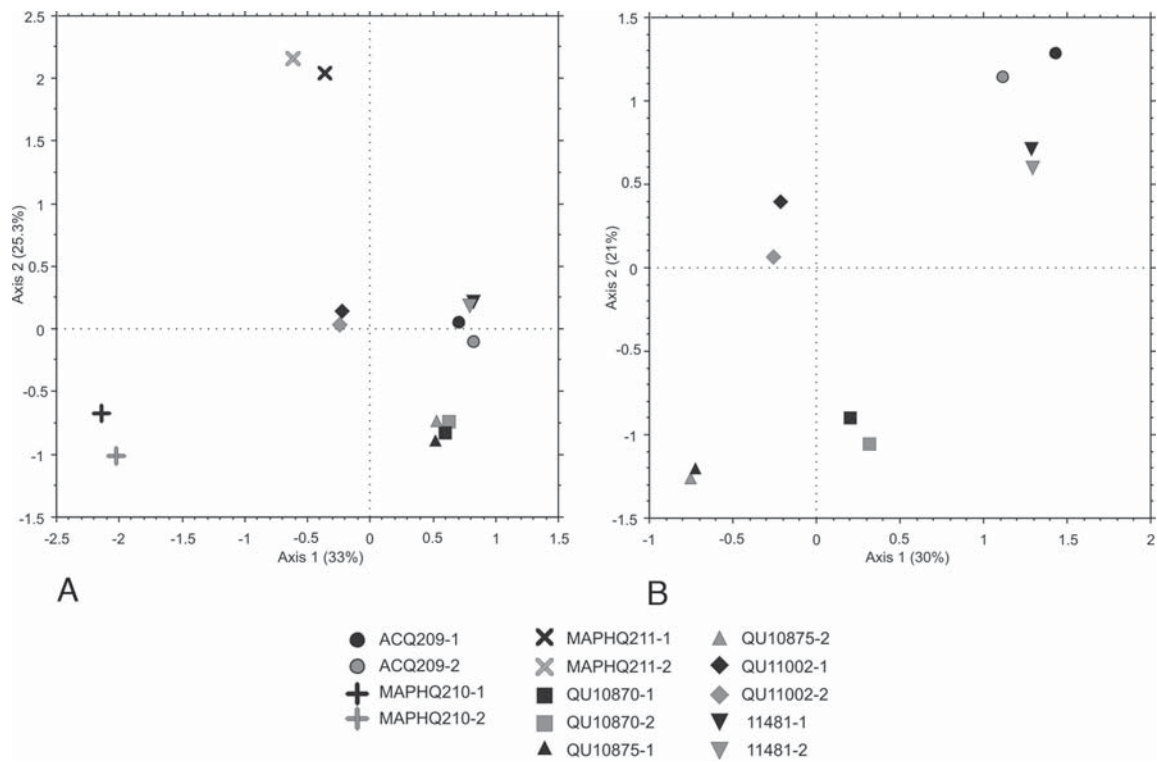 2.5
2
1.5
1
0.5
0
-0.5
-1
-1.5
Axis 2 (25.3%)
-2.5 -2 -1.5 -1 -0.5 0 0.5 1 1.5
Axis 1 (33%)
A
1.5
1
0.5
0
-0.5
-1
-1.5
Axis 2 (21%)
-1 -0.5 0 0.5 1 1.5 2
Axis 1 (30%)
B
ACQ209-1
ACQ209-2
MAPHQ210-1
MAPHQ210-2
MAPHQ211-1
MAPHQ211-2
QU10870-1
QU10870-2
QU10875-1
QU10875-2
QU11002-1
QU11002-2
11481-1
11481-2